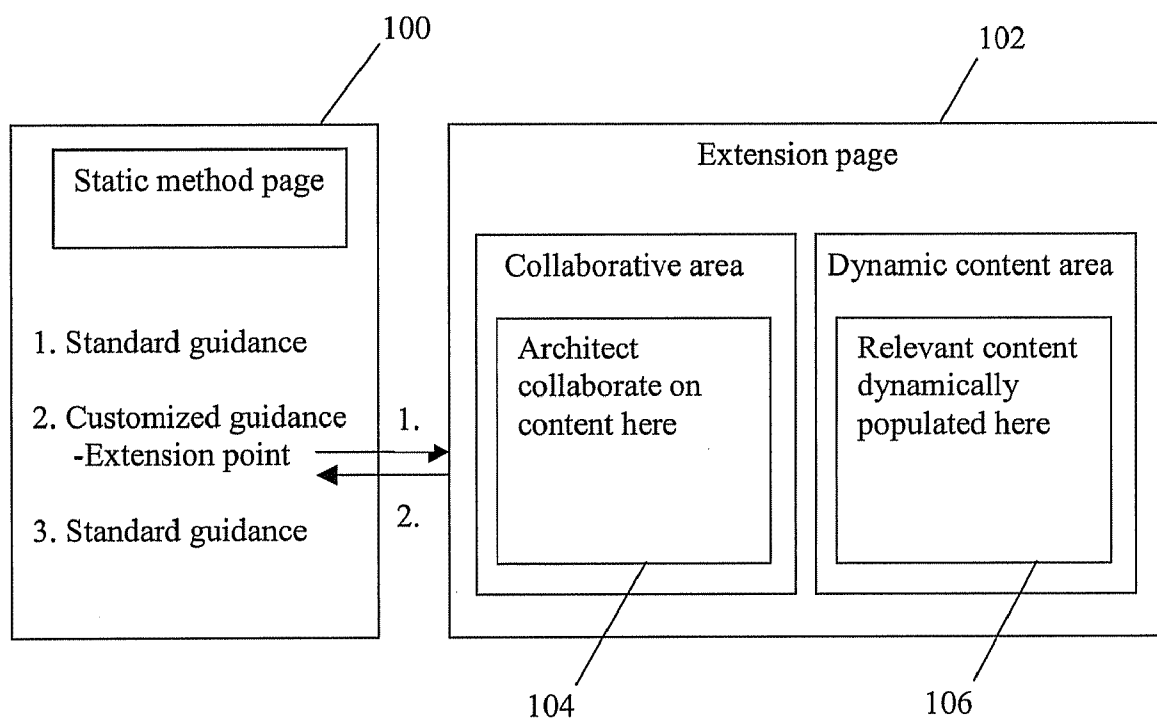 100
102
Static method page
1. Standard guidance
2. Customized guidance
-Extension point
3. Standard guidance
1.
2.
Extension page
Collaborative area
Architect
collaborate on
content here
Dynamic content area
Relevant content
dynamically
populated here
104
106